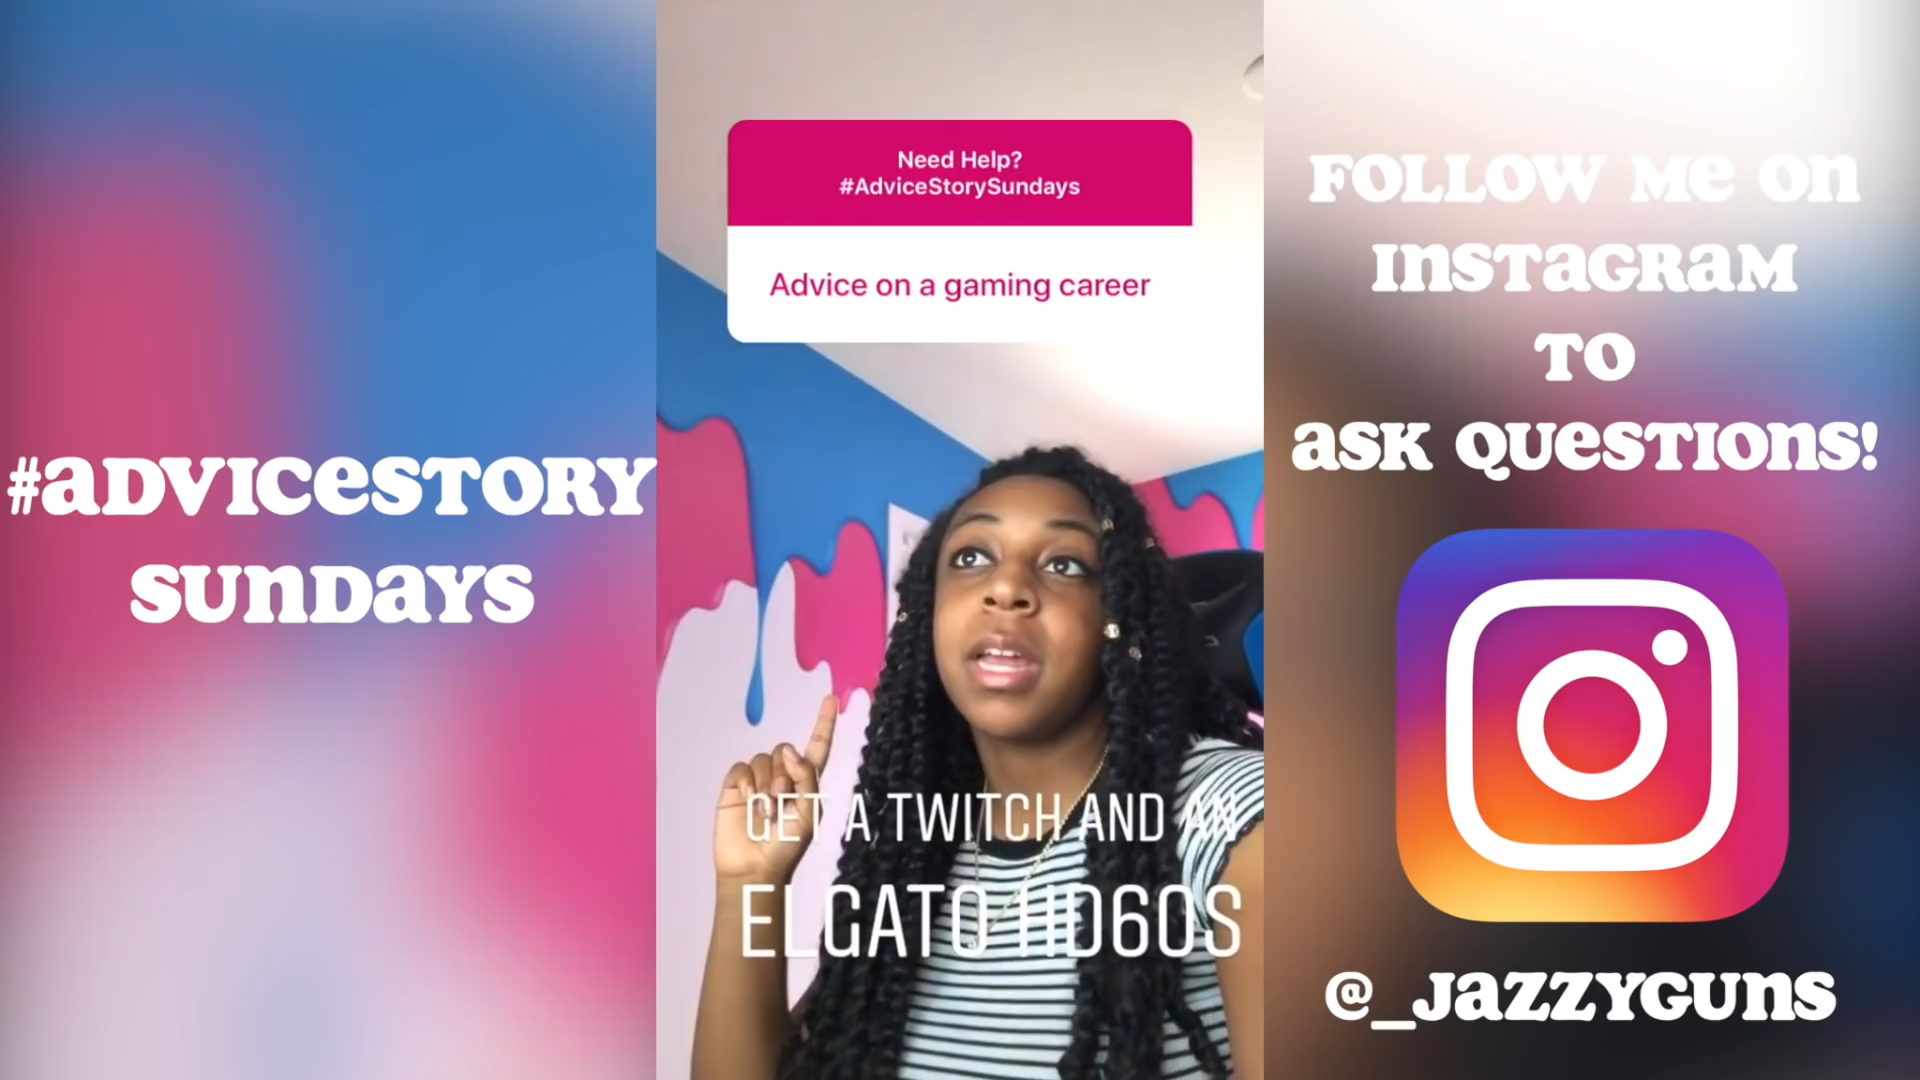 #ADVICESTORY
SUNDAYS
Need Help?
#AdviceStorySundays
Advice on a gaming career
GET A TWITCH AND AN
ELGATO HD60S
FOLLOW ME ON
INSTAGRAM
TO
ASK QUESTIONS!
@_JAZZYGUNS